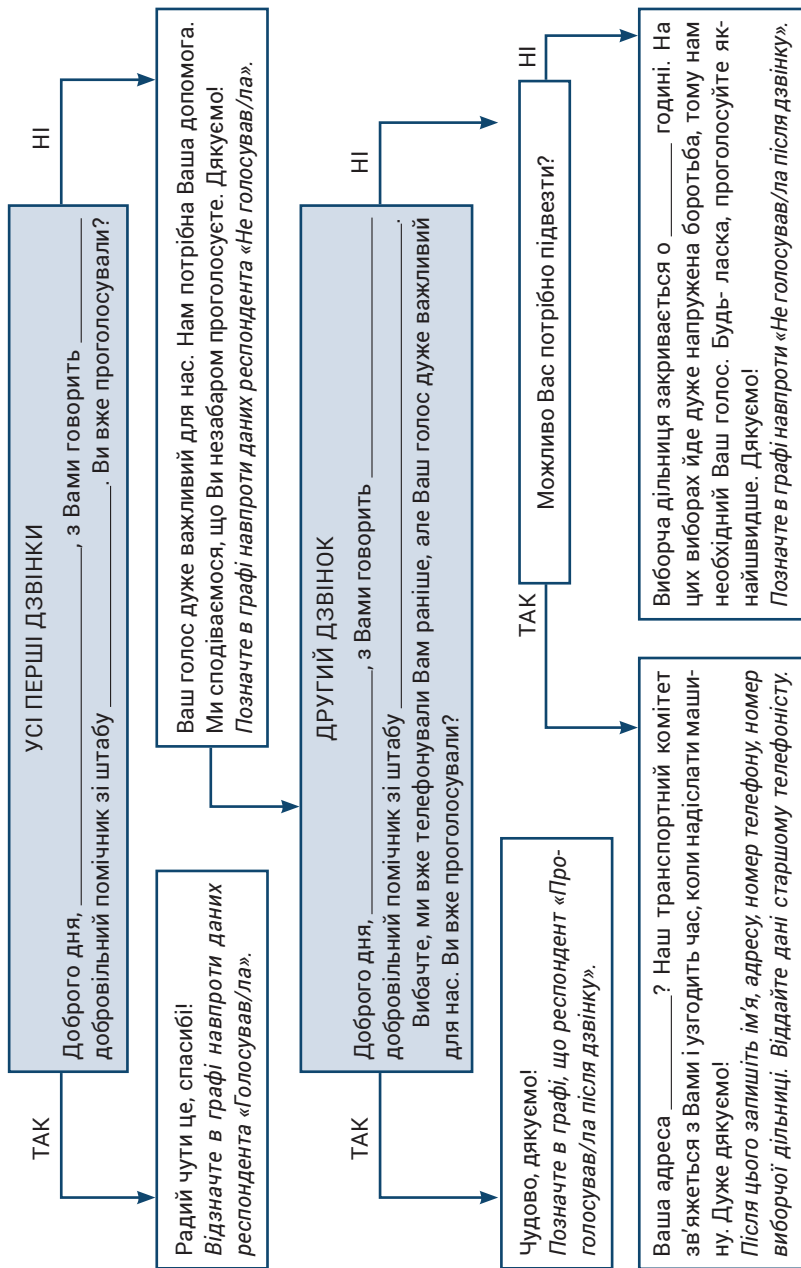 УСІ ПЕРШІ ДЗВІНКИ
Доброго дня, ____________, з Вами говорить ____________
добровільний помічник зі штабу ____________. Ви вже проголосували?
ТАК
НІ
Радий чути це, спасибі!
Відзначте в графі навпроти даних
респондента «Голосував/ла».
Ваш голос дуже важливий для нас. Нам потрібна Ваша допомога.
Ми сподіваємося, що Ви незабаром проголосуєте. Дякуємо!
Позначте в графі навпроти даних респондента «Не голосував/ла».
ДРУГИЙ ДЗВІНОК
Доброго дня, ____________, з Вами говорить ____________
добровільний помічник зі штабу ____________.
Вибачте, ми вже телефонували Вам раніше, але Ваш голос дуже важливий
для нас. Ви вже проголосували?
ТАК
НІ
Чудово, дякуємо!
Позначте в графі, що респондент «Про-
голосував/ла після дзвінку».
Можливо Вас потрібно підвезти?
ТАК
НІ
Ваша адреса ______? Наш транспортний комітет
зв'яжеться з Вами і узгодить час, коли надіслати маши-
ну. Дуже дякуємо!
Після цього запишіть ім'я, адресу, номер телефону, номер
виборчої дільниці. Віддайте дані старшому телефоністу.
Виборча дільниця закривається о ______ годині. На
цих виборах йде дуже напружена боротьба, тому нам
необхідний Ваш голос. Будь- ласка, проголосуйте як-
найшвидше. Дякуємо!
Позначте в графі навпроти «Не голосував/ла після дзвінку».